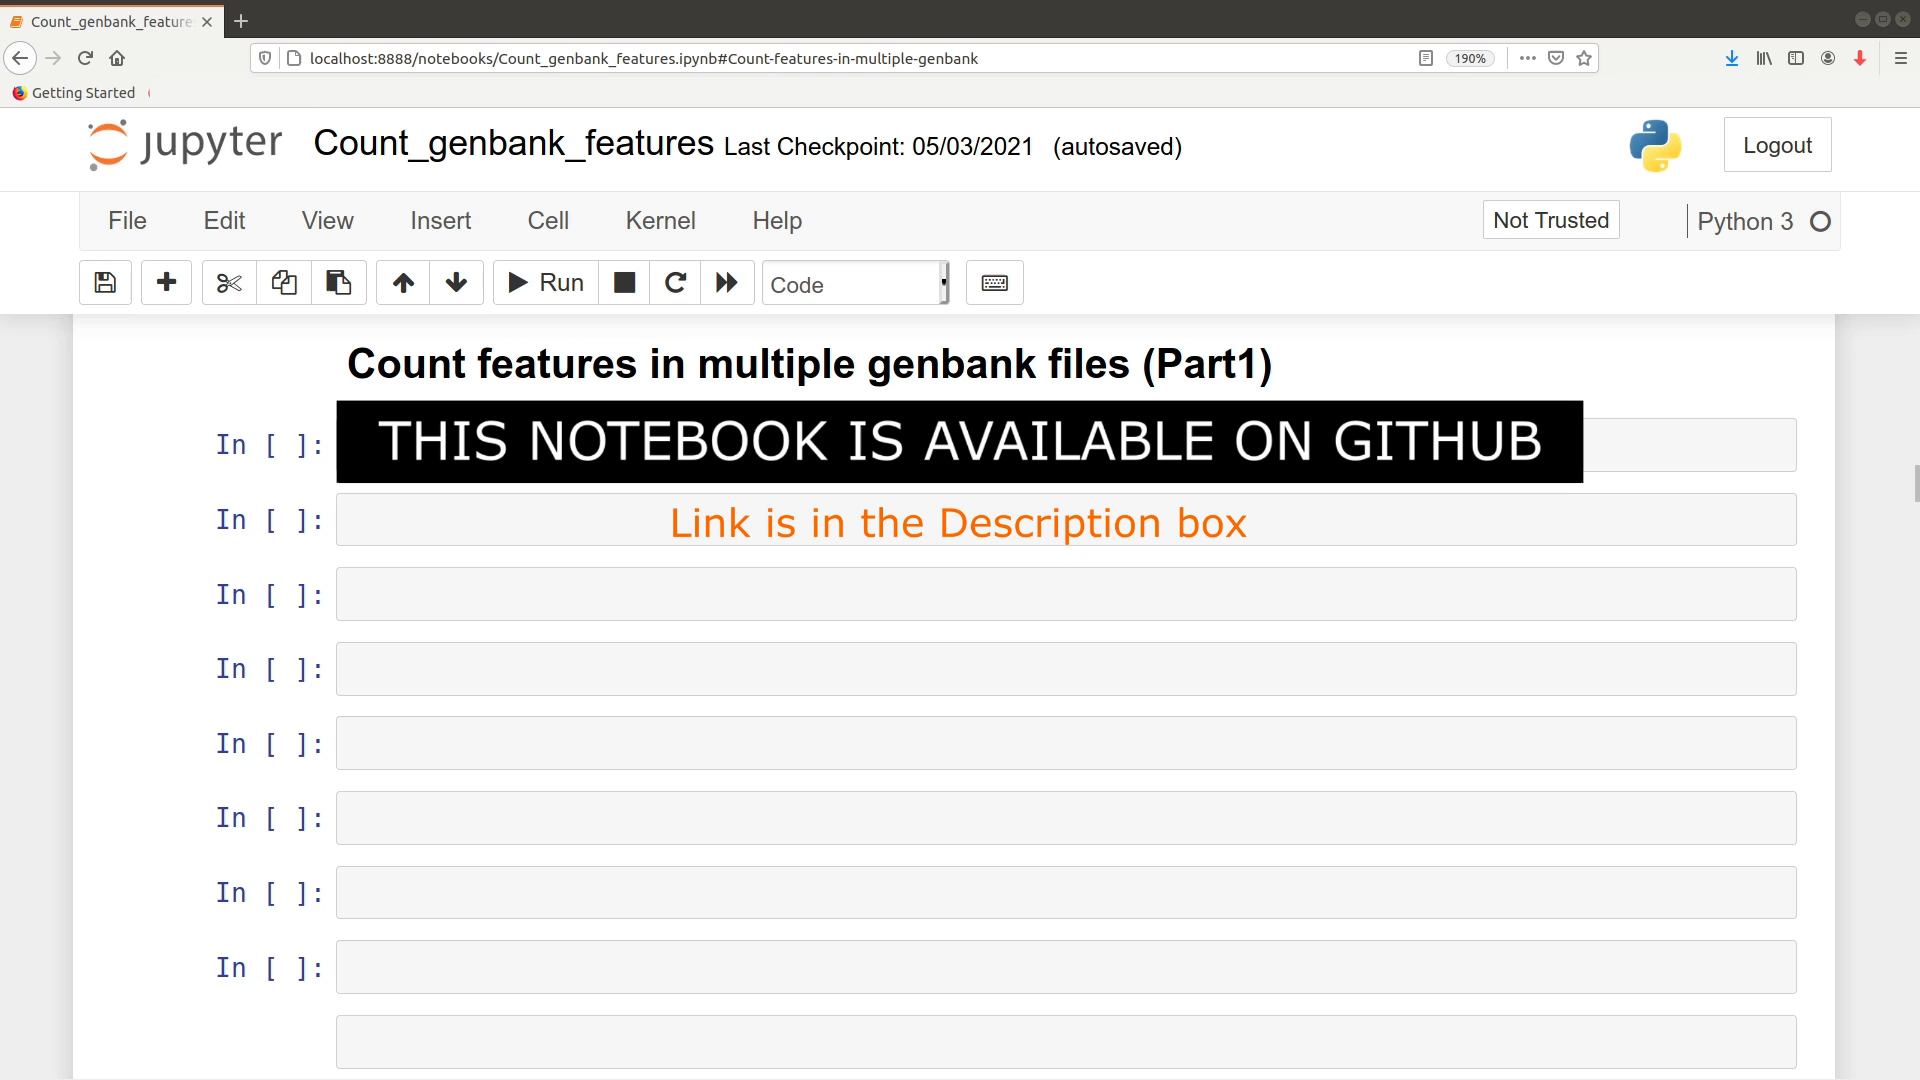 Count_genbank_feature
localhost:8888/notebooks/Count_genbank_features.ipynb#Count-features-in-multiple-genbank
190%
Getting Started
jupyter Count_genbank_features Last Checkpoint: 05/03/2021 (autosaved)
Logout
File Edit View Insert Cell Kernel Help
Not Trusted
Python 3
Run
Code
Count features in multiple genbank files (Part1)
In [ ]: THIS NOTEBOOK IS AVAILABLE ON GITHUB
In [ ]: Link is in the Description box
In [ ]:
In [ ]:
In [ ]:
In [ ]:
In [ ]:
In [ ]: